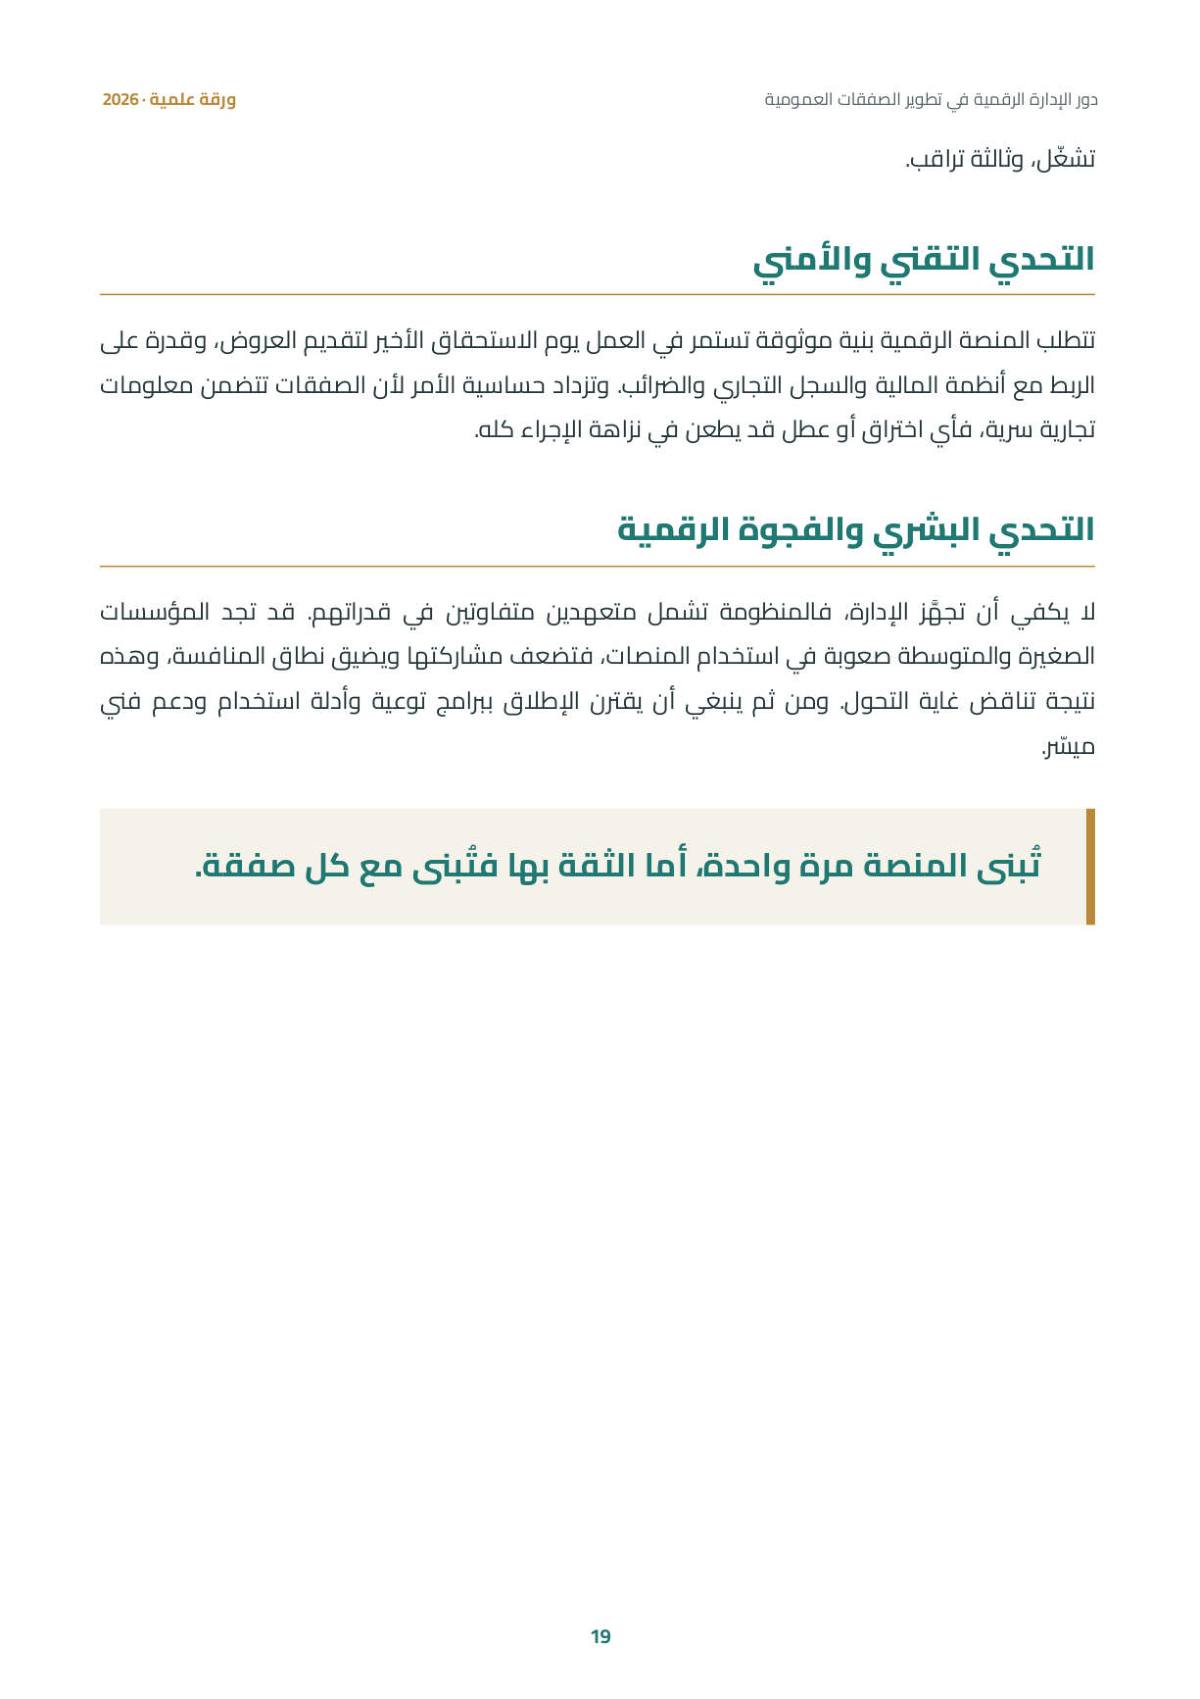 دور الإدارة الرقمية في تطوير الصفقات العمومية
ورقة علمية · 2026
تشغّل، وثالثة تراقب.
التحدي التقني والأمني
تتطلب المنصة الرقمية بنية موثوقة تستمر في العمل يوم الاستحقاق الأخير لتقديم العروض، وقدرة على
الربط مع أنظمة المالية والسجل التجاري والضرائب. وتزداد حساسية الأمر لأن الصفقات تتضمن معلومات
تجارية سرية، فأي اختراق أو عطل قد يطعن في نزاهة الإجراء كله.
التحدي البشري والفجوة الرقمية
لا يكفي أن تجهَّز الإدارة، فالمنظومة تشمل متعهدين متفاوتين في قدراتهم. قد تجد المؤسسات
الصغيرة والمتوسطة صعوبة في استخدام المنصات، فتضعف مشاركتها ويضيق نطاق المنافسة، وهذه
نتيجة تناقض غاية التحول. ومن ثم ينبغي أن يقترن الإطلاق ببرامج توعية وأدلة استخدام ودعم فني
ميسّر.
تُبنى المنصة مرة واحدة، أما الثقة بها فتُبنى مع كل صفقة.
19